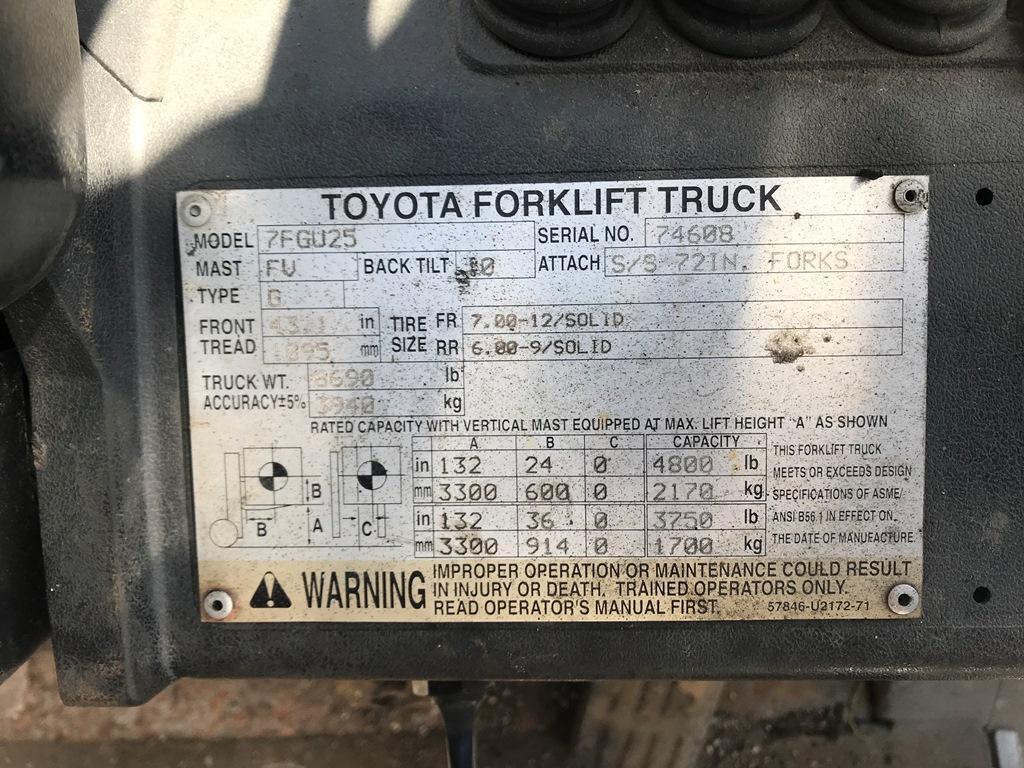 TOYOTA FORKLIFT TRUCK
MODEL 7FGU25 SERIAL NO. 74608
MAST FV BACK TILT ATTACH S/S 72IN. FORKS
TYPE G
FRONT TREAD in mm
TIRE SIZE FR 7.00-12/SOLID
RR 6.00-9/SOLID
TRUCK WT. lb
ACCURACY±5% 3940 kg
RATED CAPACITY WITH VERTICAL MAST EQUIPPED AT MAX. LIFT HEIGHT "A" AS SHOWN
A B C CAPACITY
in 132 24 0 4800 lb
mm 3300 600 0 2170 kg
in 132 36 0 3750 lb
mm 3300 914 0 1700 kg
B B A C
THIS FORKLIFT TRUCK
MEETS OR EXCEEDS DESIGN
SPECIFICATIONS OF ASME/
ANSI B56.1 IN EFFECT ON
THE DATE OF MANUFACTURE.
WARNING
IMPROPER OPERATION OR MAINTENANCE COULD RESULT
IN INJURY OR DEATH. TRAINED OPERATORS ONLY.
READ OPERATOR'S MANUAL FIRST. 57846-U2172-71